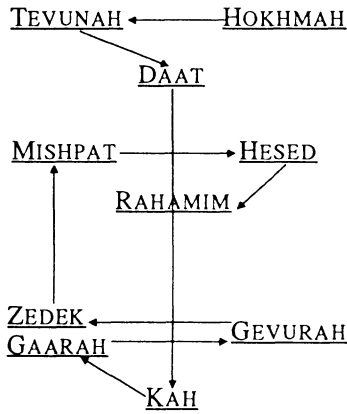 TEVUNAH HOKHMAH
DAAT
MISHPAT HESED
RAHAMIM
ZEDEK
GEVURAH
GAARAH
KAH